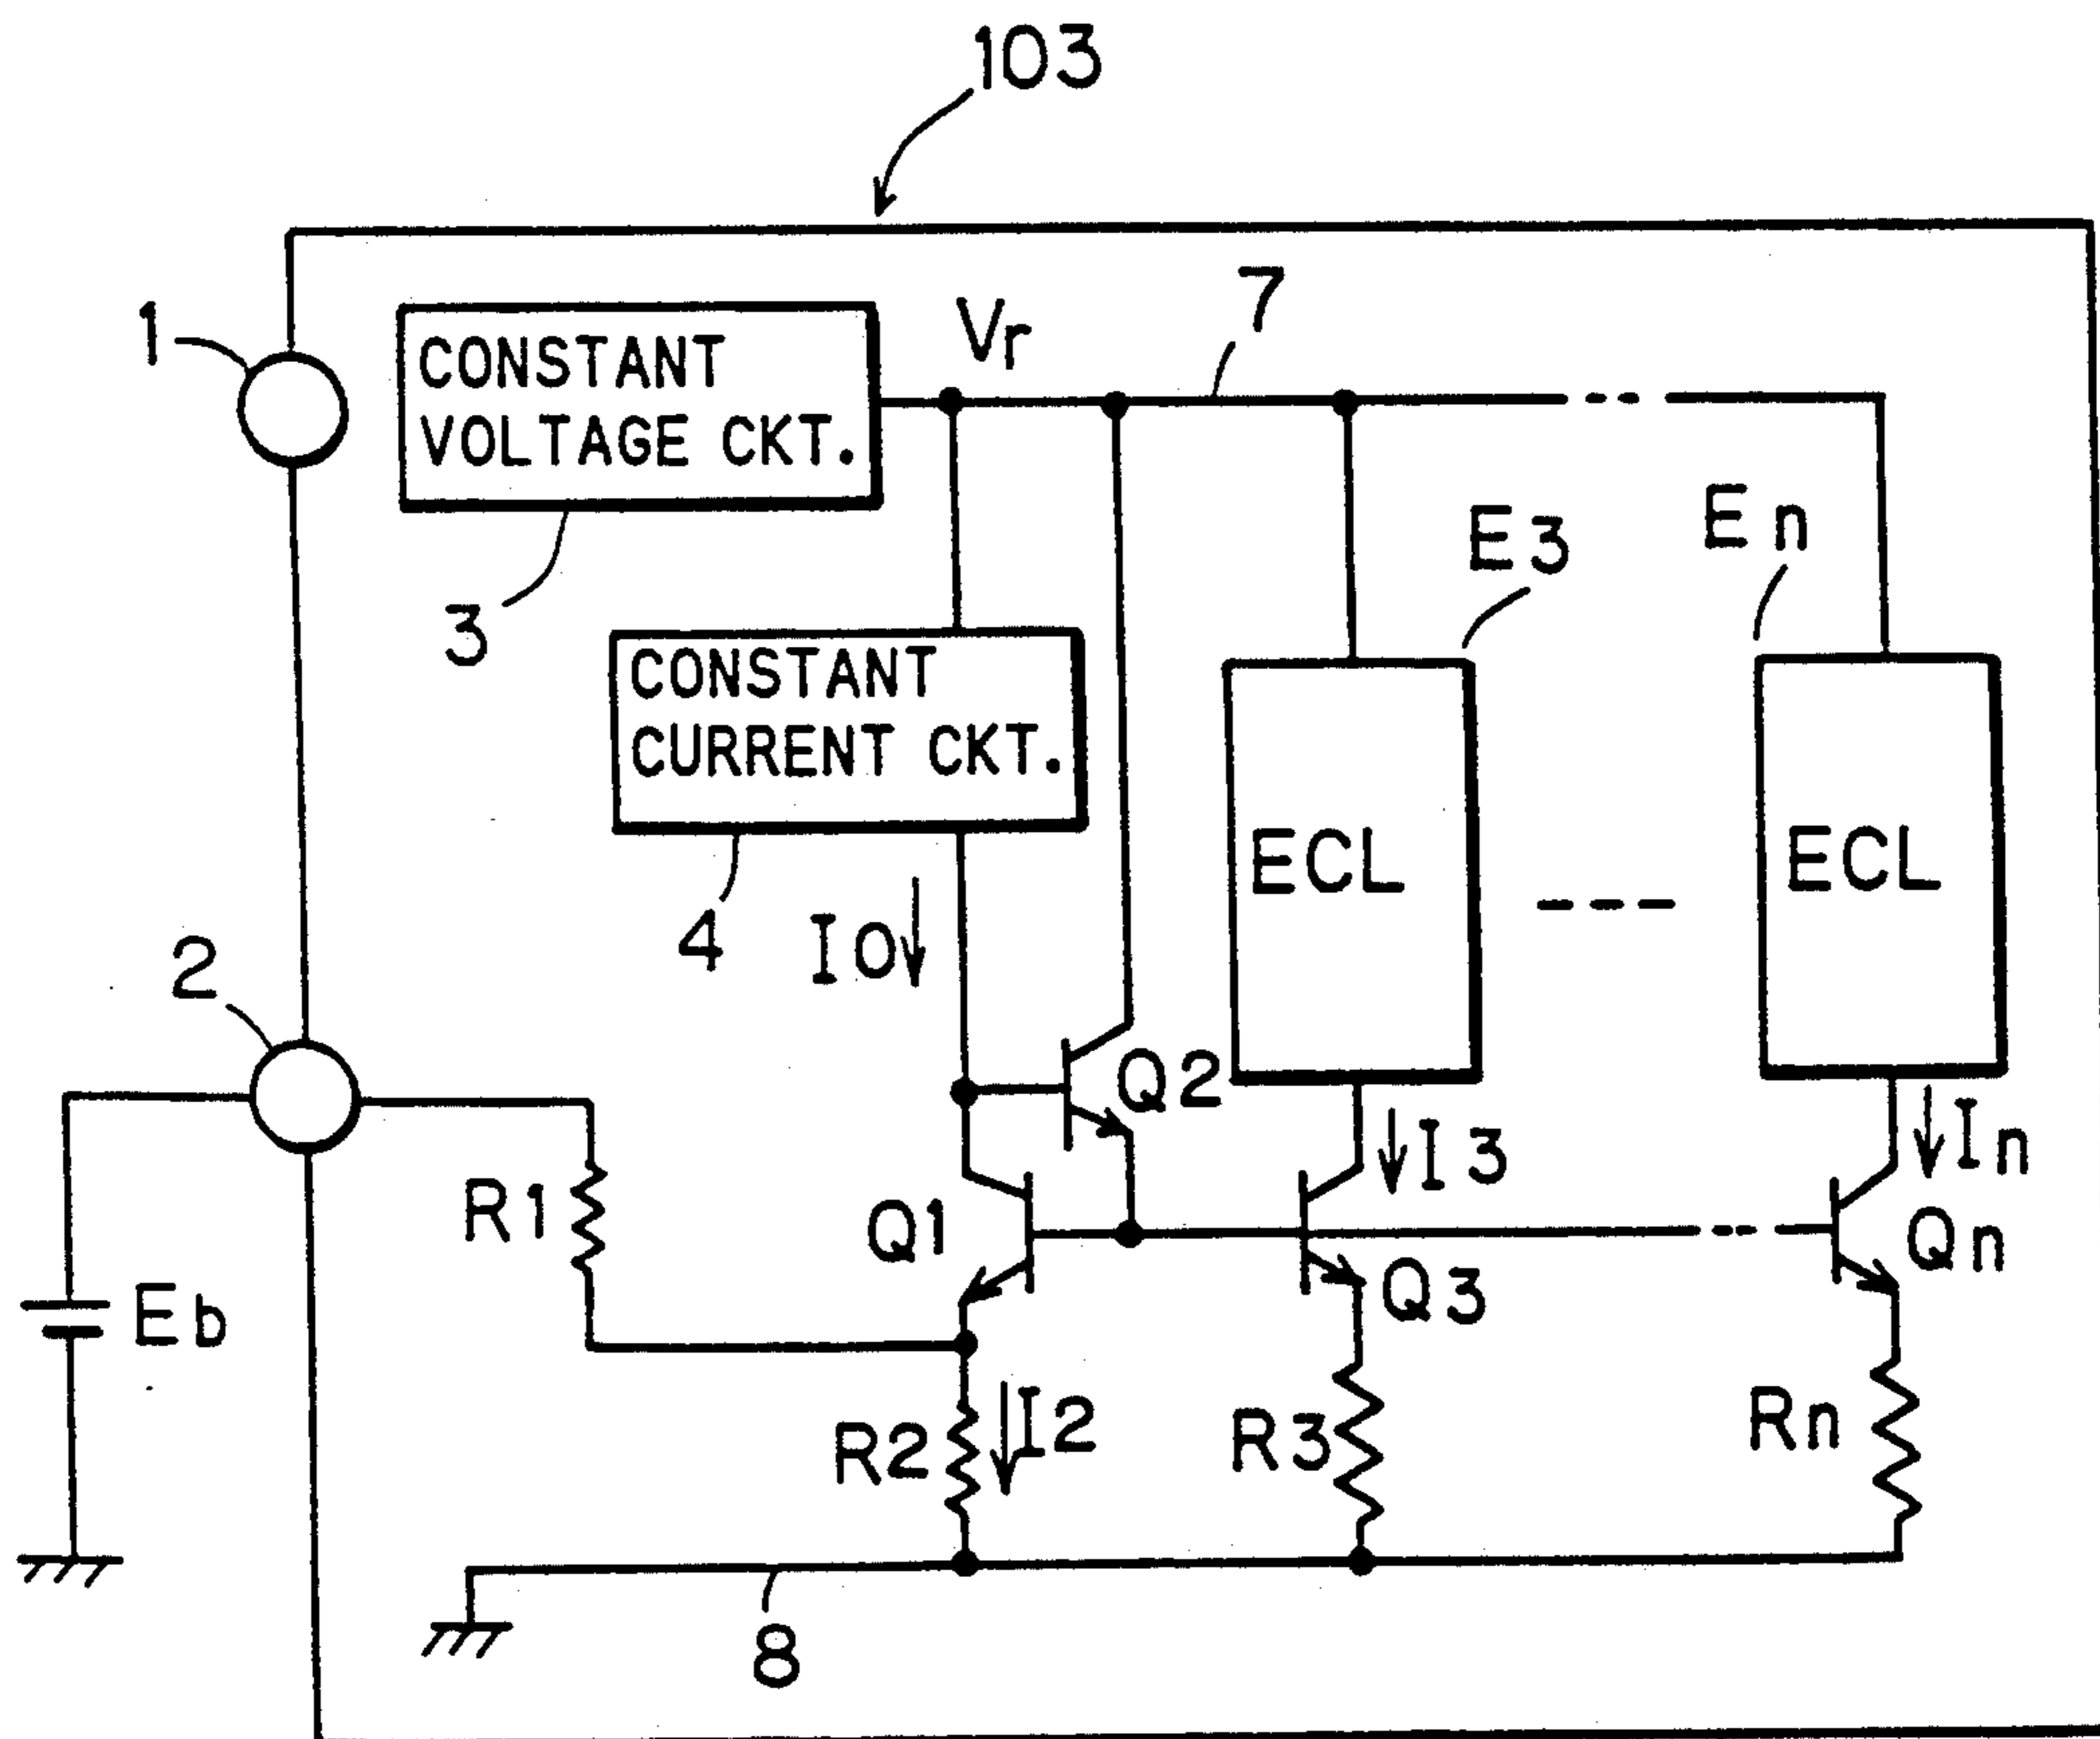 103
1
CONSTANT
VOLTAGE CKT.
Vr
7
3
E3
En
CONSTANT
CURRENT CKT.
4
I0
ECL
ECL
2
Q2
I3
In
R1
Q1
Q3
Qn
Eb
R2
I2
R3
Rn
8